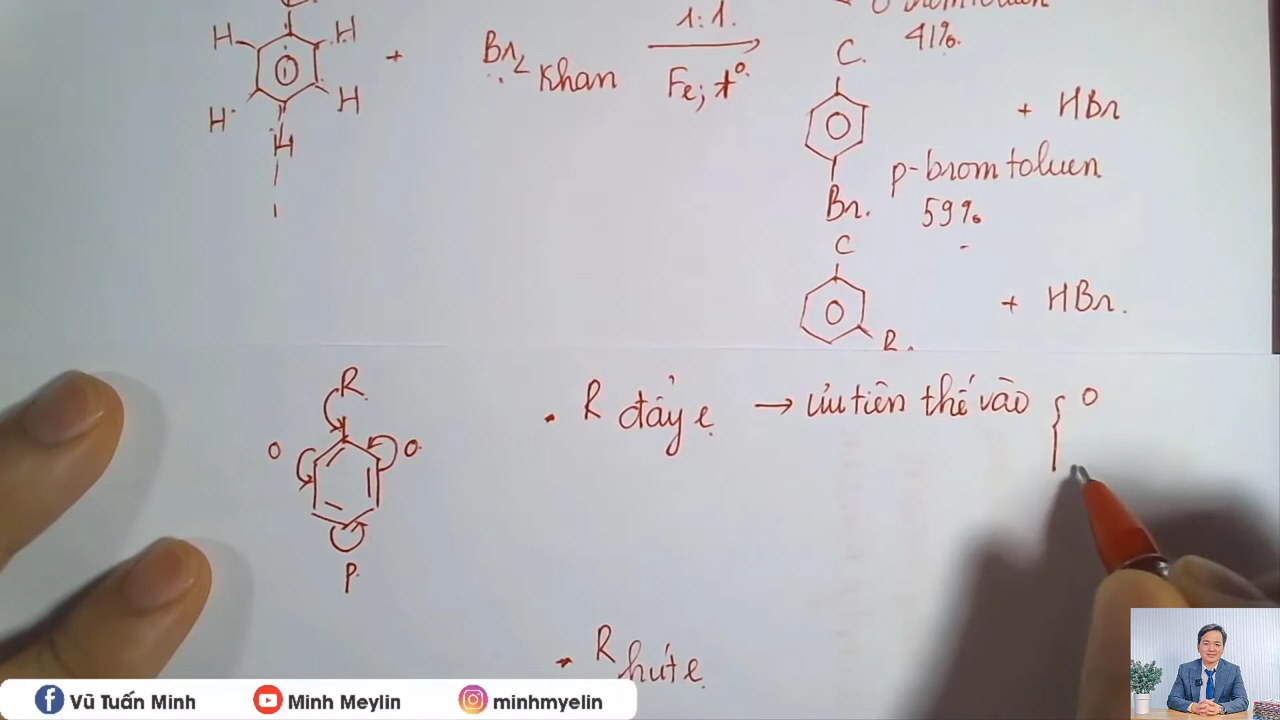 1:1.
41%.
H
H
+
Br2 Khan
Fe; t°
C.
H
H
H
+ HBr
p-bromtoluen
Br.
59%
C
+ HBr.
R
• R đẩy e → ưu tiên thế vào { o
o
o
p.
• R hút e
Vũ Tuấn Minh
Minh Meylin
minhmyelin